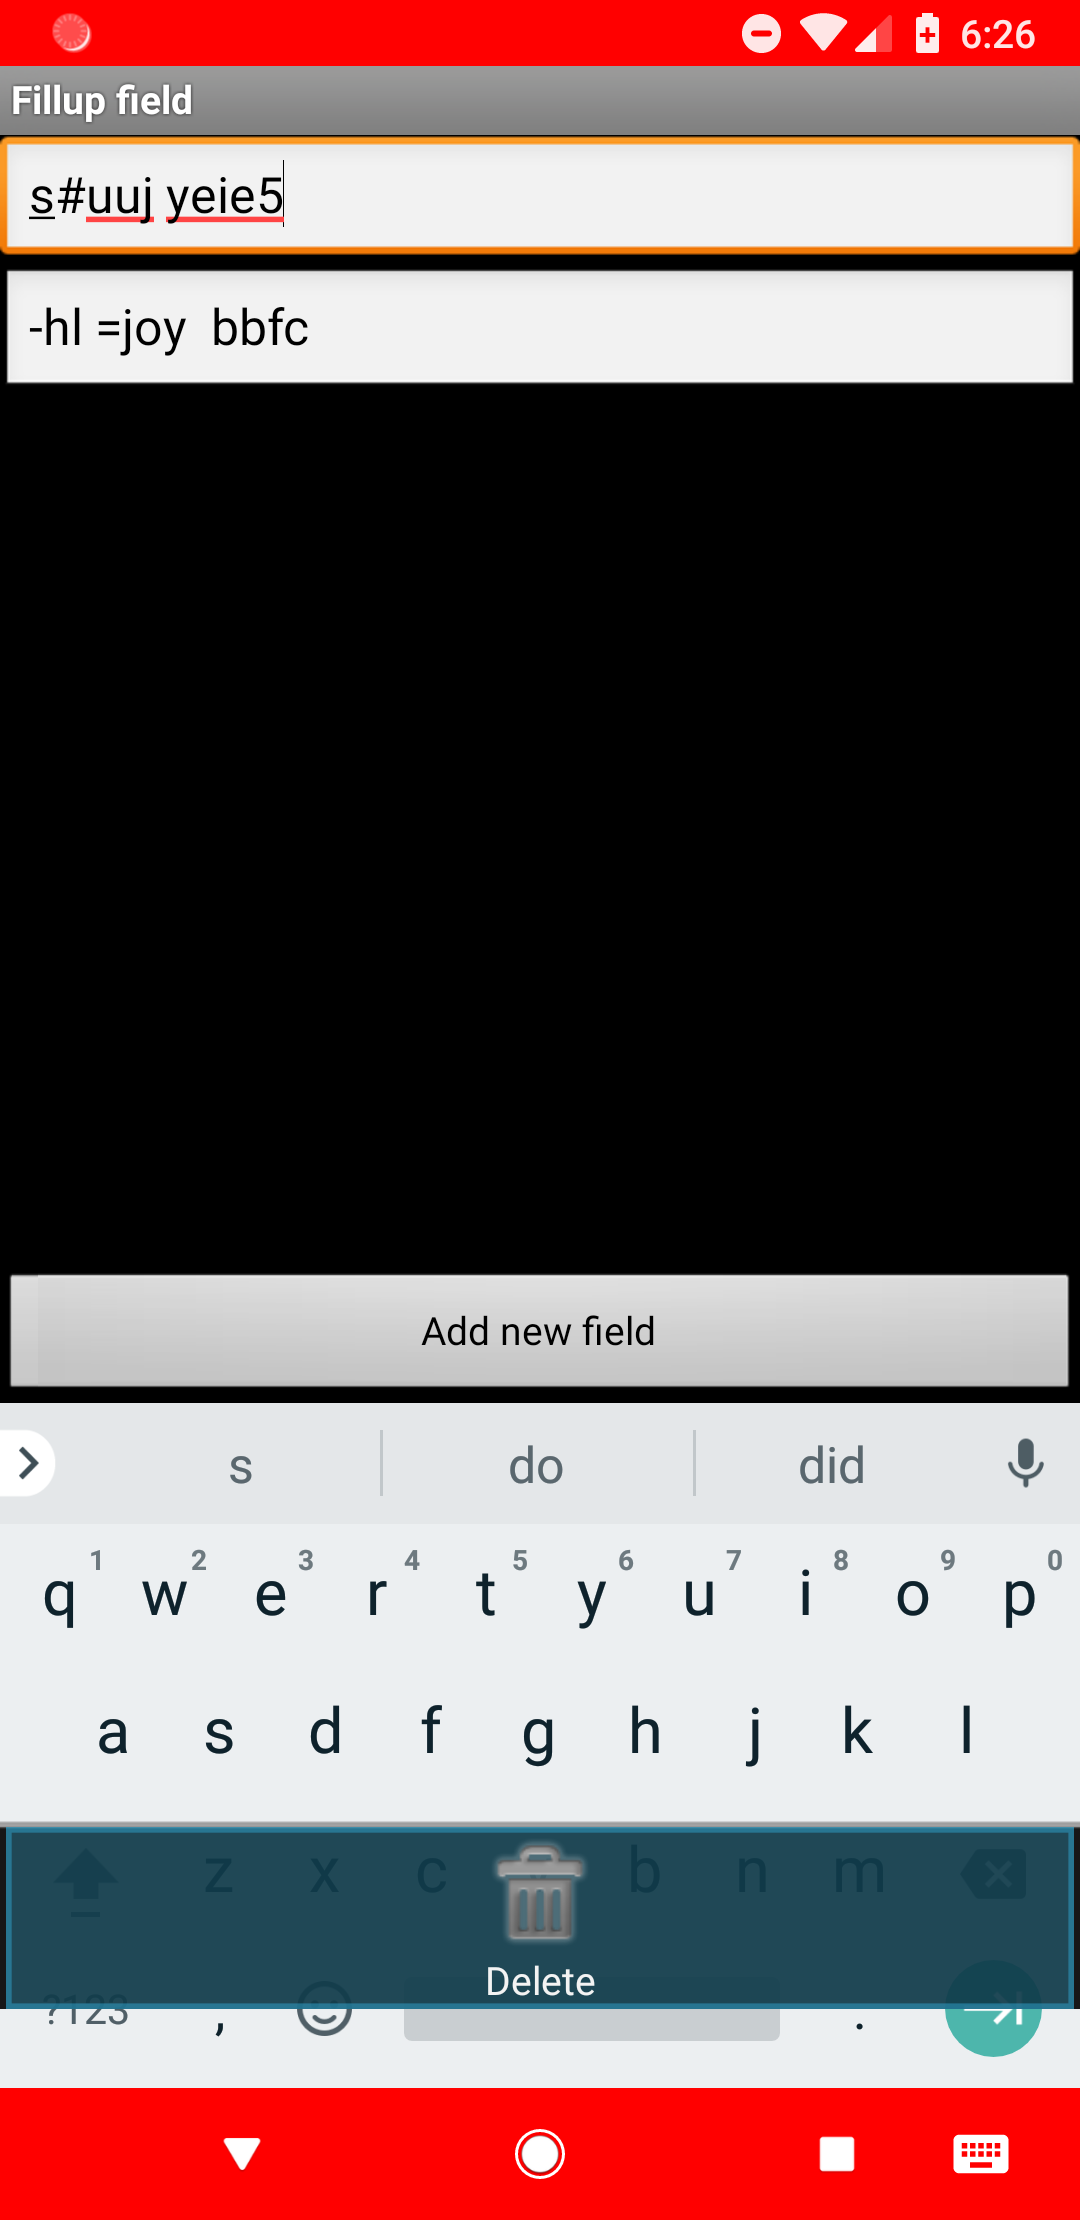 6:26
Fillup field
s#uuj yeie5
-hl =joy  bbfc
Add new field
s do did
1 2 3 4 5 6 7 8 9 0
q w e r t y u i o p
a s d f g h j k l
z x c b n m
Delete
?123 , .